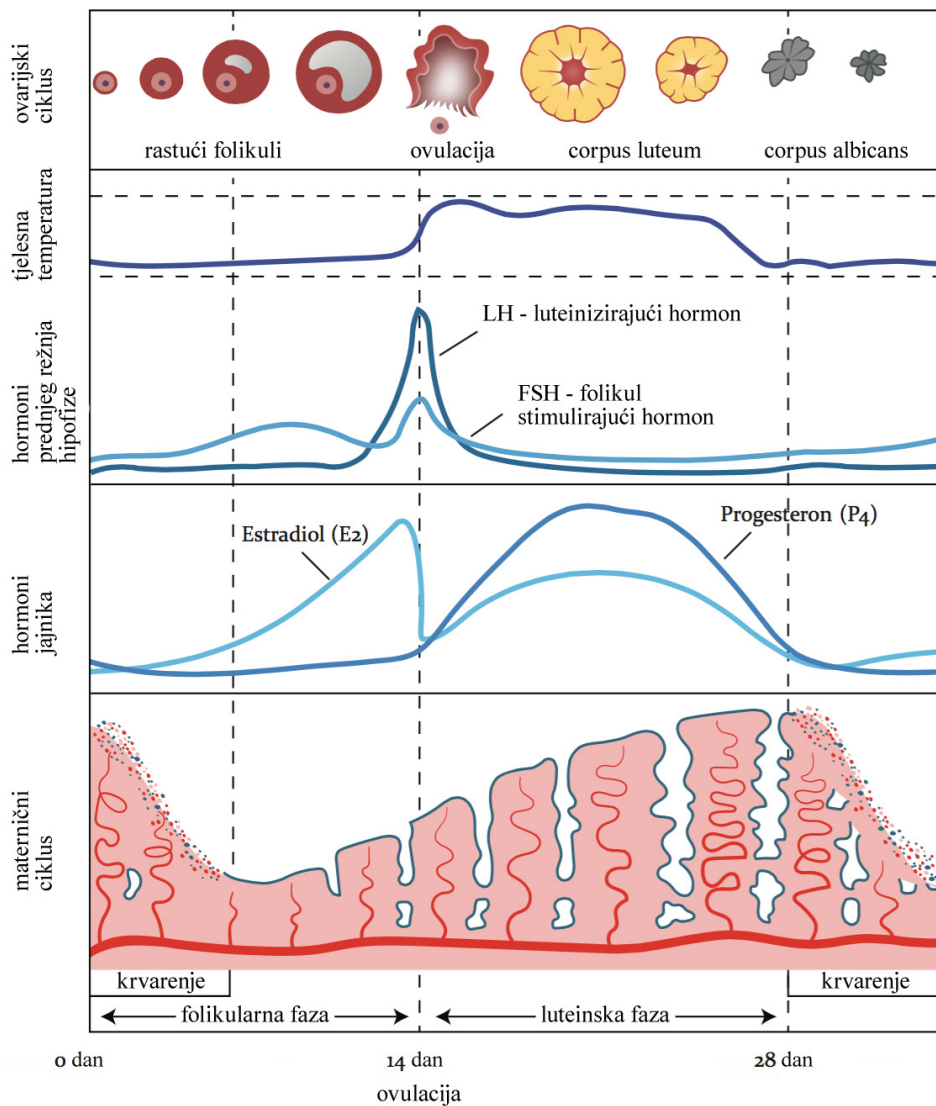 ovarijski
ciklus
rastući folikuli
ovulacija
corpus luteum
corpus albicans
tjelesna
temperatura
hormoni
prednjeg režnja
hipofize
LH - luteinizirajući hormon
FSH - folikul
stimulirajući hormon
hormoni
jajnika
Estradiol (E2)
Progesteron (P4)
maternični
ciklus
krvarenje
krvarenje
folikularna faza
luteinska faza
0 dan
14 dan
28 dan
ovulacija